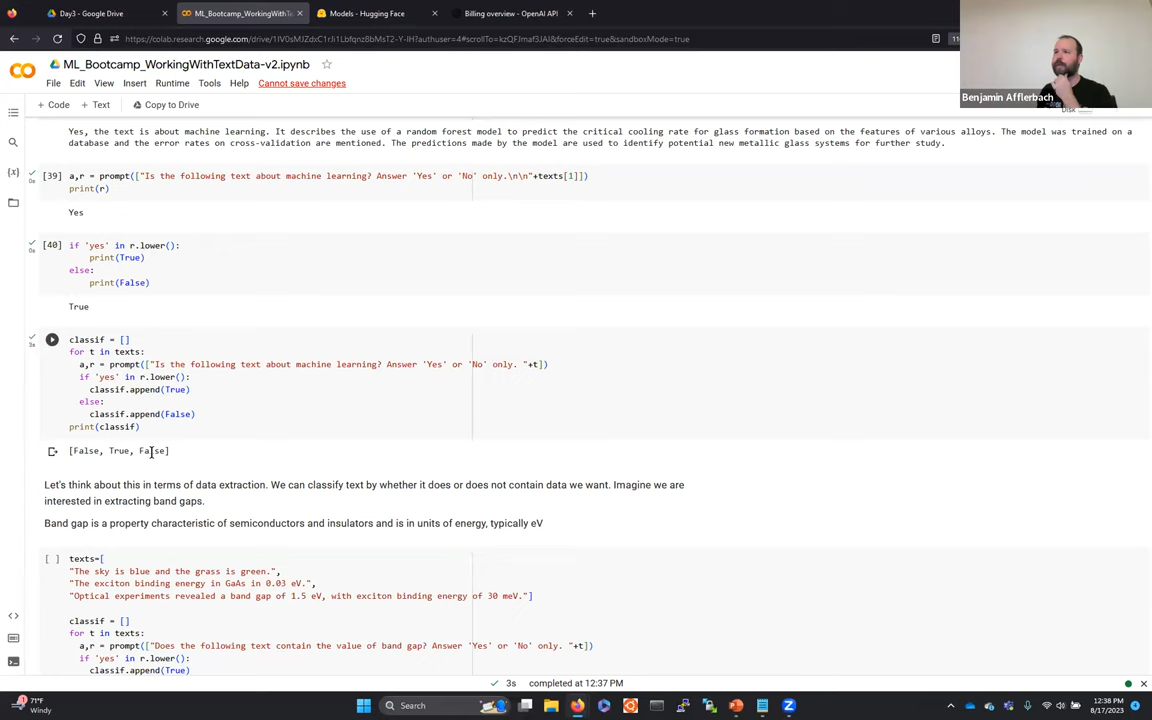 Day3 - Google Drive
ML_Bootcamp_WorkingWithTe
Models - Hugging Face
Billing overview - OpenAI API
https://colab.research.google.com/drive/1IV0sMJZdxC1rJi1Lbfqnz8bMsT2-Y-iH?authuser=4#scrollTo=kzQFJmaf3JAI&forceEdit=true&sandboxMode=true
ML_Bootcamp_WorkingWithTextData-v2.ipynb
File Edit View Insert Runtime Tools Help Cannot save changes
Benjamin Afflerbach
+ Code + Text Copy to Drive
Disk
Yes, the text is about machine learning. It describes the use of a random forest model to predict the critical cooling rate for glass formation based on the features of various alloys. The model was trained on a
database and the error rates on cross-validation are mentioned. The predictions made by the model are used to identify potential new metallic glass systems for further study.
[39] a,r = prompt(["Is the following text about machine learning? Answer 'Yes' or 'No' only.\n\n"+texts[1]])
0s print(r)
Yes
[40] if 'yes' in r.lower():
0s print(True)
else:
print(False)
True
classif = []
3s for t in texts:
a,r = prompt(["Is the following text about machine learning? Answer 'Yes' or 'No' only. "+t])
if 'yes' in r.lower():
classif.append(True)
else:
classif.append(False)
print(classif)
[False, True, False]
Let's think about this in terms of data extraction. We can classify text by whether it does or does not contain data we want. Imagine we are
interested in extracting band gaps.
Band gap is a property characteristic of semiconductors and insulators and is in units of energy, typically eV
[ ] texts=[
"The sky is blue and the grass is green.",
"The exciton binding energy in GaAs in 0.03 eV.",
"Optical experiments revealed a band gap of 1.5 eV, with exciton binding energy of 30 meV."]
classif = []
for t in texts:
a,r = prompt(["Does the following text contain the value of band gap? Answer 'Yes' or 'No' only. "+t])
if 'yes' in r.lower():
classif.append(True)
3s completed at 12:37 PM
71°F
Windy
Search
12:38 PM
8/17/2023